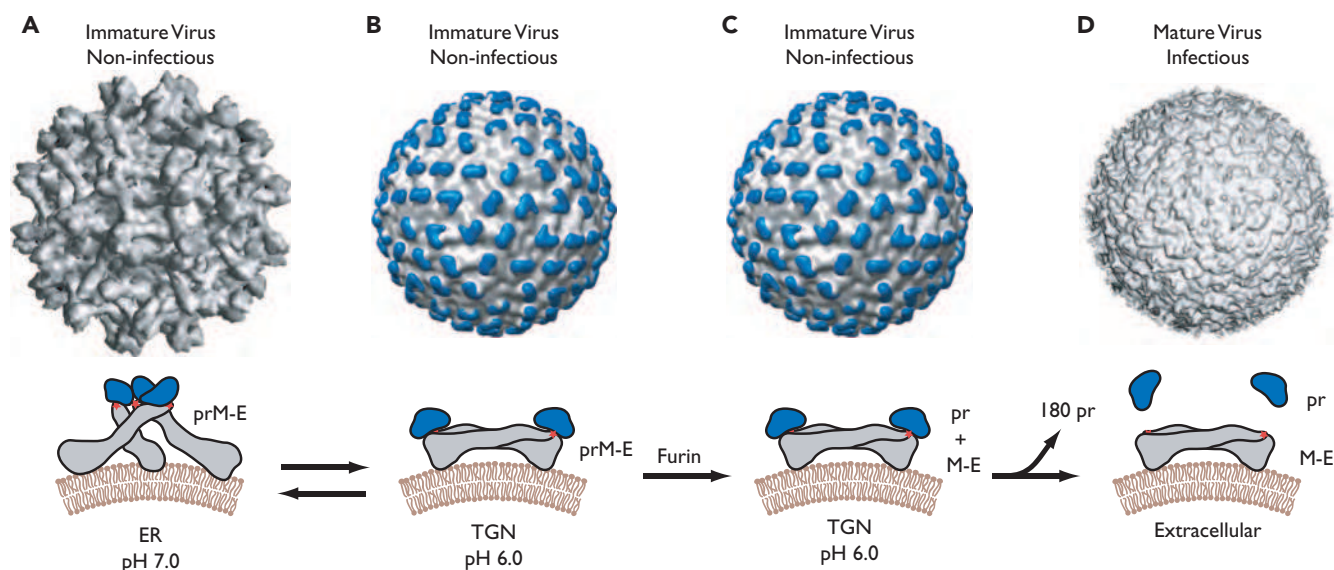 A
Immature Virus
Non-infectious
B
Immature Virus
Non-infectious
C
Immature Virus
Non-infectious
D
Mature Virus
Infectious
prM-E
ER
pH 7.0
prM-E
TGN
pH 6.0
Furin
pr
+
M-E
TGN
pH 6.0
180 pr
pr
M-E
Extracellular